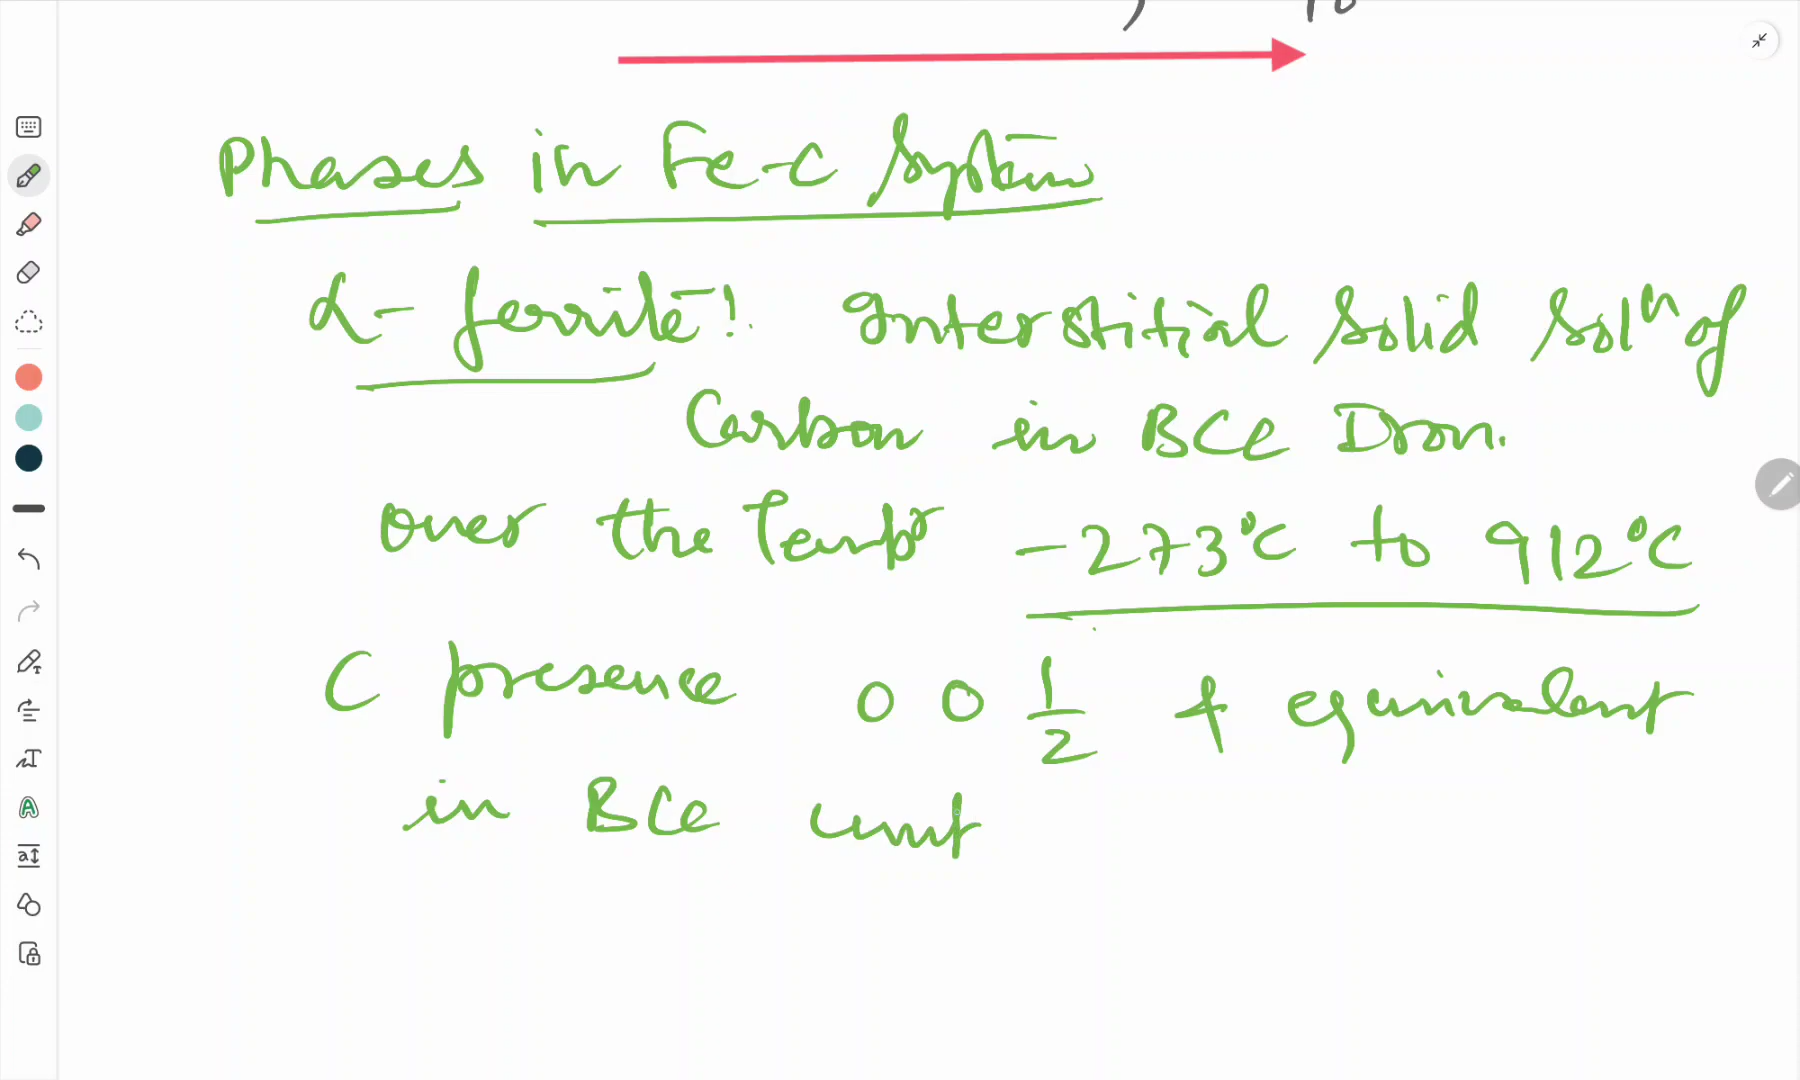 Phases in Fe-C System
α-ferrite: Interstitial Solid Solⁿ of
Carbon in BCC Iron.
over the Tempʳ -273°C to 912°C
C presence 0 0 1/2 & equivalent
in BCC unit